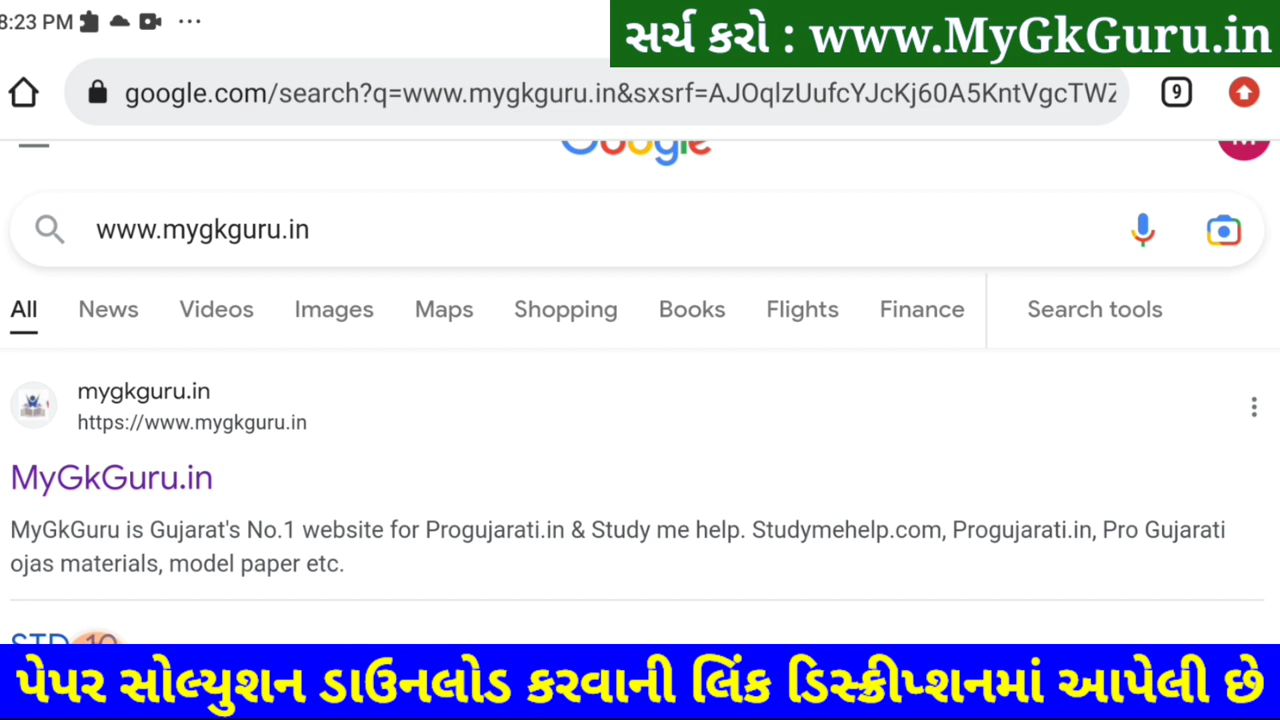 8:23 PM
સર્ચ કરો : www.MyGkGuru.in
google.com/search?q=www.mygkguru.in&sxsrf=AJOqlzUufcYJcKj60A5KntVgcTWZ
9
Google
www.mygkguru.in
All News Videos Images Maps Shopping Books Flights Finance Search tools
mygkguru.in
https://www.mygkguru.in
MyGkGuru.in
MyGkGuru is Gujarat's No.1 website for Progujarati.in & Study me help. Studymehelp.com, Progujarati.in, Pro Gujarati
ojas materials, model paper etc.
STD 10
પેપર સોલ્યુશન ડાઉનલોડ કરવાની લિંક ડિસ્ક્રીપ્શનમાં આપેલી છે